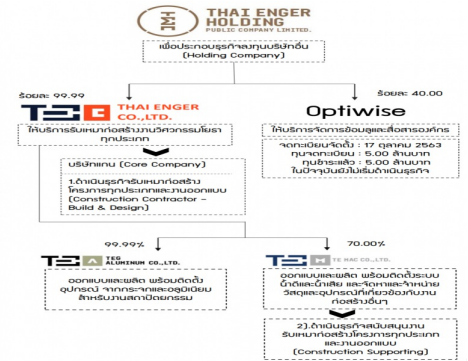 THAI ENGER
HOLDING
PUBLIC COMPANY LIMITED.
เพื่อประกอบธุรกิจลงทุนบริษัทอื่น
(Holding Company)
ร้อยละ 99.99
ร้อยละ 40.00
TEG THAI ENGER
CO.,LTD.
ให้บริการรับเหมาก่อสร้างงานวิศวกรรมโยธา
ทุกประเภท
Optiwise
ให้บริการจัดการข้อมูลและสื่อสารองค์กร
จดทะเบียนจัดตั้ง : 17 ตุลาคม 2563
ทุนจดทะเบียน : 5.00 ล้านบาท
ทุนชำระแล้ว : 5.00 ล้านบาท
ในปัจจุบันยังไม่เริ่มดำเนินธุรกิจ
บริษัทแกน (Core Company)
1.ดำเนินธุรกิจรับเหมาก่อสร้าง
โครงการทุกประเภทและงานออกแบบ
(Construction Contractor -
Build & Design)
99.99%
70.00%
TEG
ALUMINUM CO.,LTD.
ออกแบบและผลิต พร้อมติดตั้ง
อุปกรณ์ จากกระจกและอลูมิเนียม
สำหรับงานสถาปัตยกรรม
TE MAC CO.,LTD.
ออกแบบและผลิต พร้อมติดตั้งระบบ
น้ำดีและน้ำเสีย และจัดหาและจำหน่าย
วัสดุและอุปกรณ์ที่เกี่ยวข้องกับงาน
ก่อสร้างอื่นๆ
2).ดำเนินธุรกิจสนับสนุนงาน
รับเหมาก่อสร้างโครงการทุกประเภท
และงานออกแบบ
(Construction Supporting)